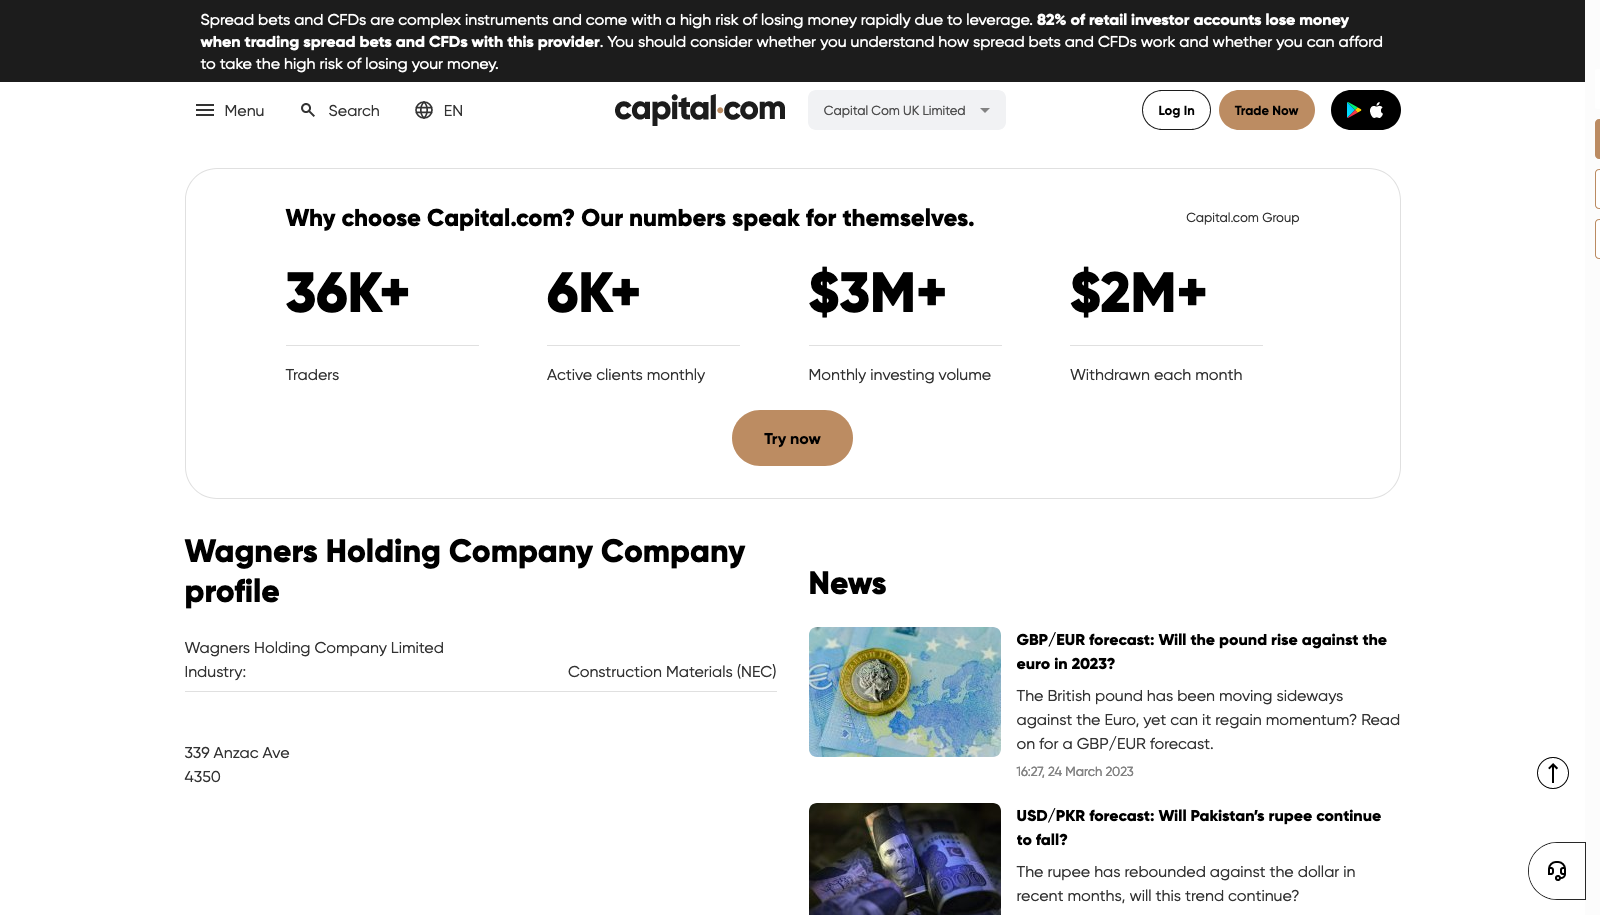 Spread bets and CFDs are complex instruments and come with a high risk of losing money rapidly due to leverage. 82% of retail investor accounts lose money
when trading spread bets and CFDs with this provider. You should consider whether you understand how spread bets and CFDs work and whether you can afford
to take the high risk of losing your money.
Menu
Search
EN
capital.com
Capital Com UK Limited
Log In
Trade Now
Why choose Capital.com? Our numbers speak for themselves.
Capital.com Group
36K+
6K+
$3M+
$2M+
Traders
Active clients monthly
Monthly investing volume
Withdrawn each month
Try now
Wagners Holding Company Company
profile
Wagners Holding Company Limited
Industry:
Construction Materials (NEC)
339 Anzac Ave
4350
News
GBP/EUR forecast: Will the pound rise against the
euro in 2023?
The British pound has been moving sideways
against the Euro, yet can it regain momentum? Read
on for a GBP/EUR forecast.
16:27, 24 March 2023
USD/PKR forecast: Will Pakistan’s rupee continue
to fall?
The rupee has rebounded against the dollar in
recent months, will this trend continue?